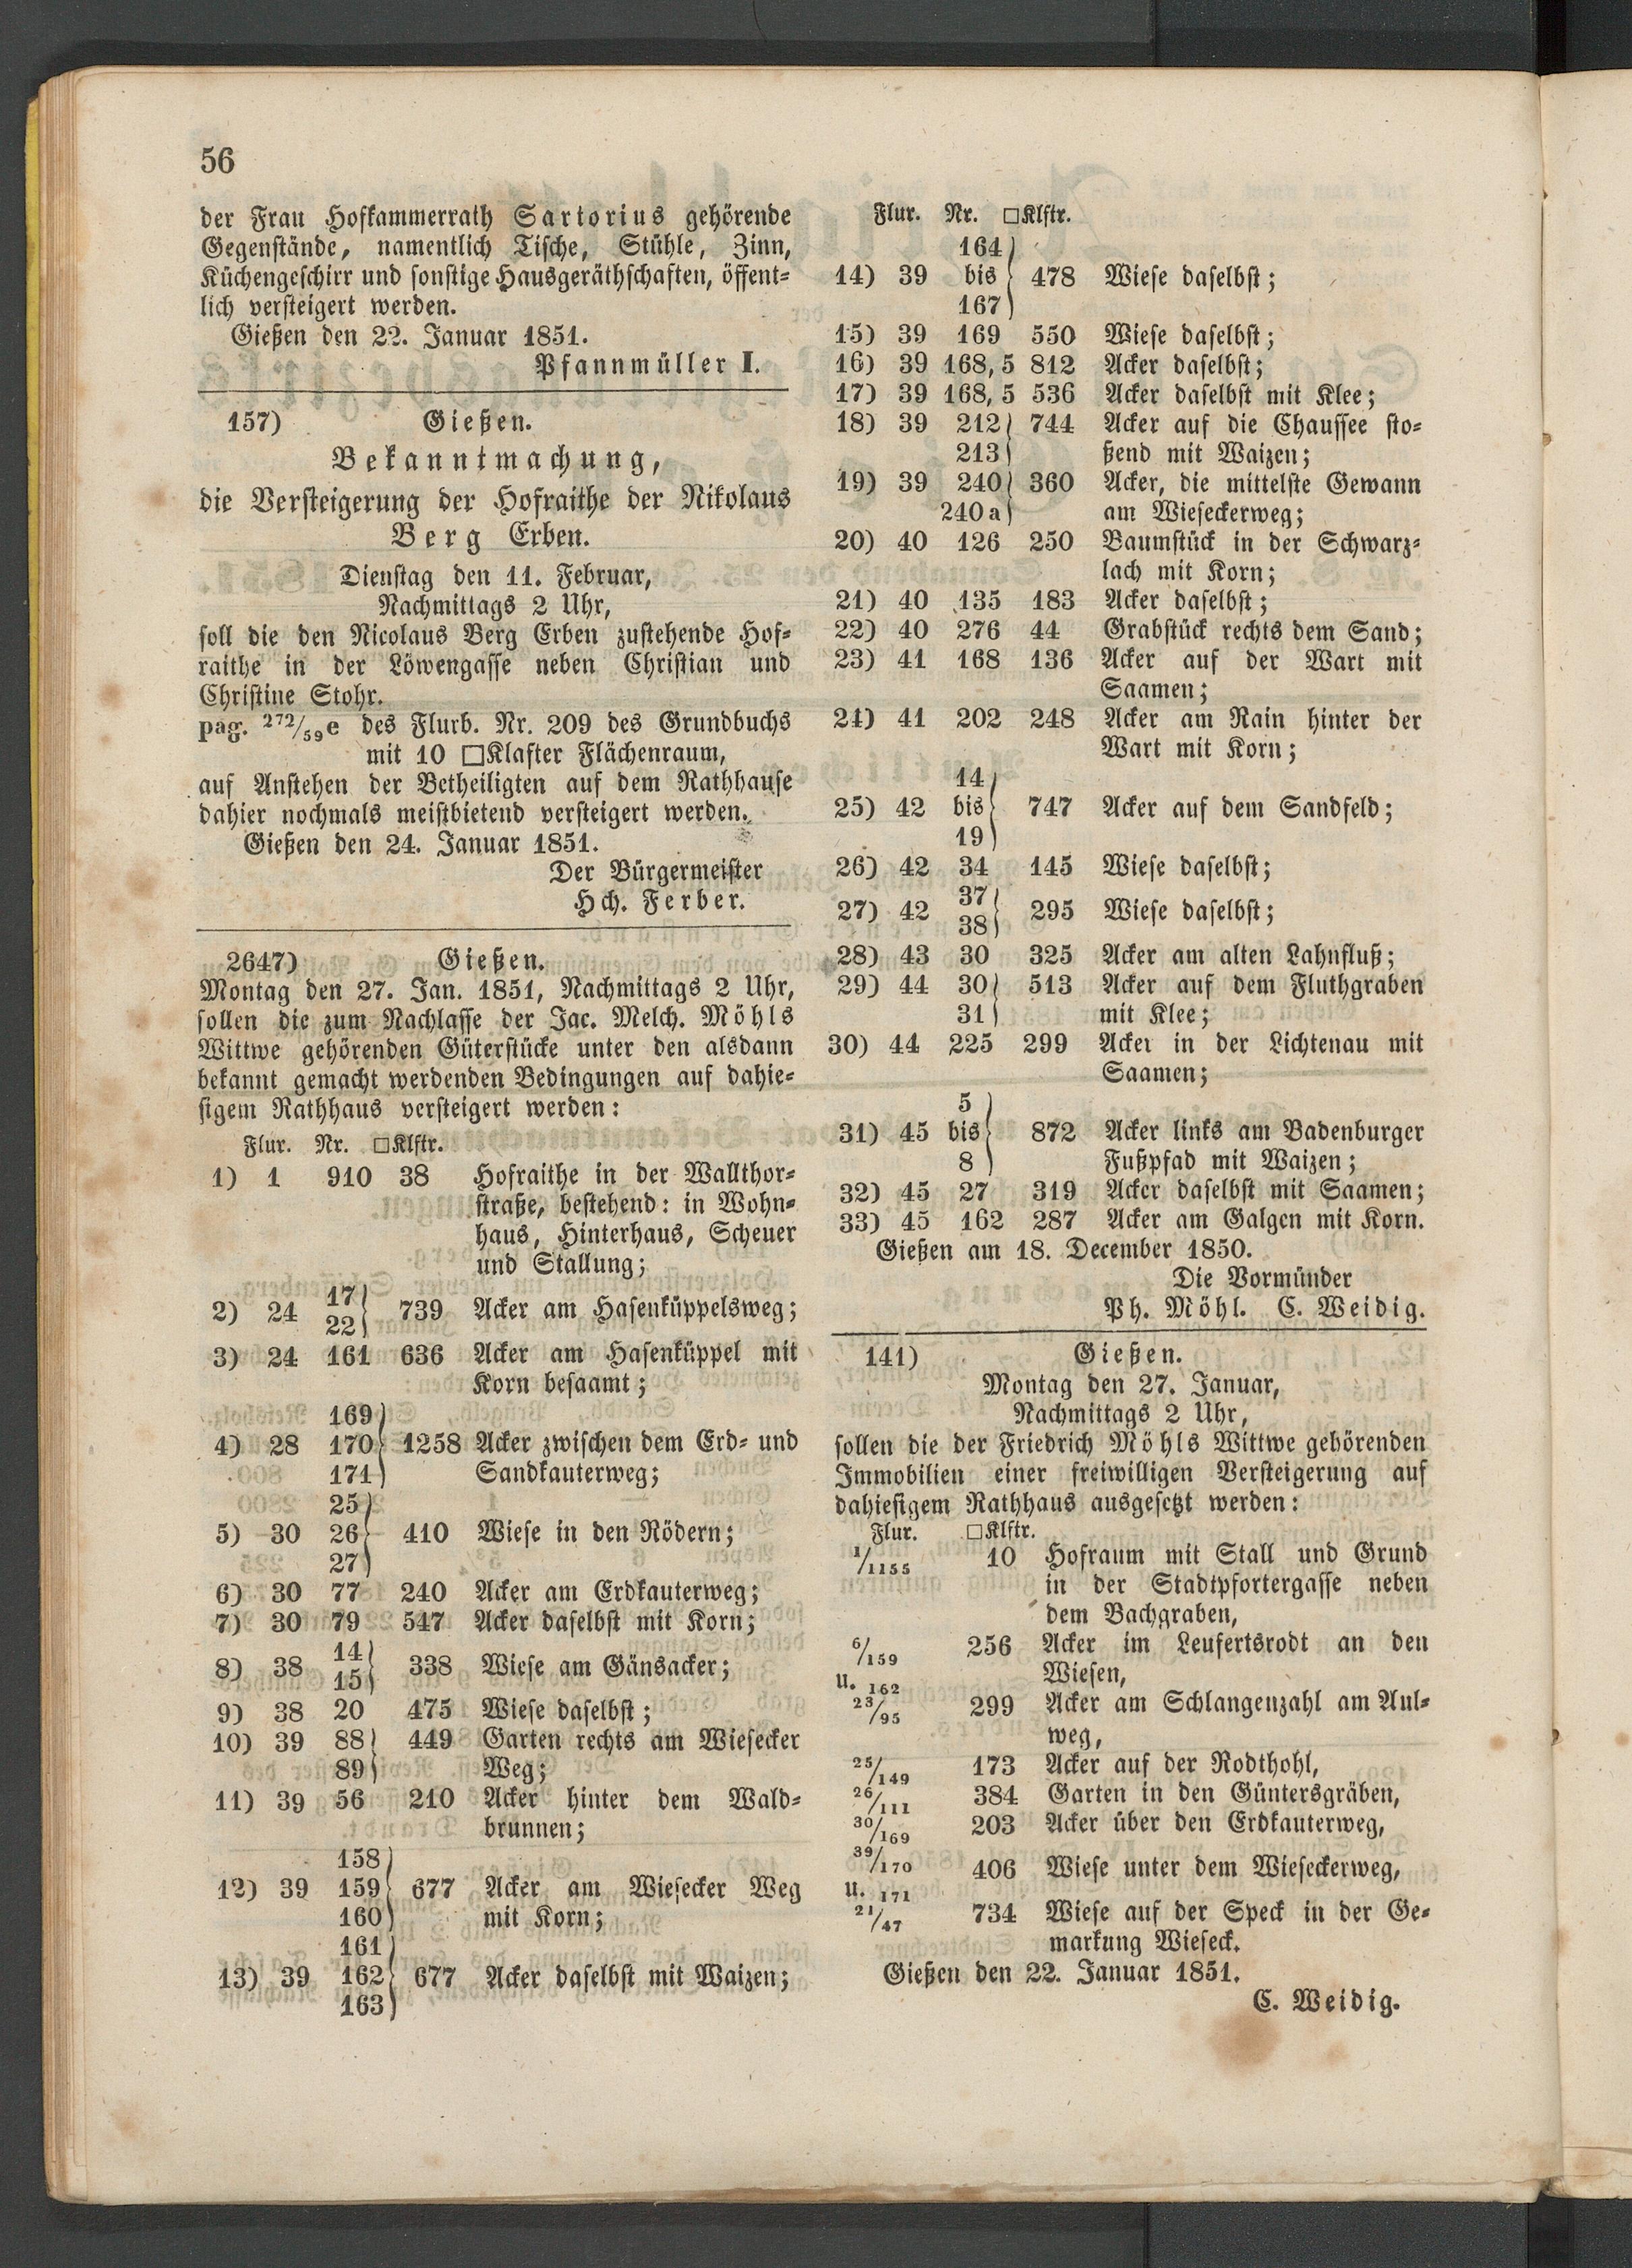 56
der Frau Hofkammerrath Sartorius gehörende
Gegenstände, namentlich Tische, Stühle, Zinn,
Küchengeschirr und sonstige Hausgeräthschaften, öffent-
lich versteigert werden.
Gießen den 22. Januar 1851.
Pfannmüller I.
157) Gießen.
Bekanntmachung,
die Versteigerung der Hofraithe der Nikolaus
Berg Erben.
Dienstag den 11. Februar,
Nachmittags 2 Uhr,
soll die den Nicolaus Berg Erben zustehende Hof-
raithe in der Löwengasse neben Christian und
Christine Stohr.
pag. 272/59 e des Flurb. Nr. 209 des Grundbuchs
mit 10 □Klafter Flächenraum,
auf Anstehen der Betheiligten auf dem Rathhause
dahier nochmals meistbietend versteigert werden.
Gießen den 24. Januar 1851.
Der Bürgermeister
Hch. Ferber.
2647) Gießen.
Montag den 27. Jan. 1851, Nachmittags 2 Uhr,
sollen die zum Nachlasse der Jac. Melch. Möhls
Wittwe gehörenden Güterstücke unter den alsdann
bekannt gemacht werdenden Bedingungen auf dahie-
sigem Rathhaus versteigert werden:
Flur. Nr. □Klftr.
1) 1 910 38 Hofraithe in der Wallthor-
straße, bestehend: in Wohn-
haus, Hinterhaus, Scheuer
und Stallung;
17
2) 24 739 Acker am Hasenküppelsweg;
22
3) 24 161 636 Acker am Hasenküppel mit
Korn besaamt;
169
4) 28 170 1258 Acker zwischen dem Erd- und
171 Sandkauterweg;
25
5) 30 26 410 Wiese in den Rödern;
27
6) 30 77 240 Acker am Erdkauterweg;
7) 30 79 547 Acker daselbst mit Korn;
14
8) 38 338 Wiese am Gänsacker;
15
9) 38 20 475 Wiese daselbst;
10) 39 88 449 Garten rechts am Wiesecker
89 Weg;
11) 39 56 210 Acker hinter dem Wald-
brunnen;
158
12) 39 159 677 Acker am Wiesecker Weg
160 mit Korn;
161
13) 39 162 677 Acker daselbst mit Waizen;
163
Flur. Nr. □Klftr.
164
14) 39 bis 478 Wiese daselbst;
167
15) 39 169 550 Wiese daselbst;
16) 39 168,5 812 Acker daselbst;
17) 39 168,5 536 Acker daselbst mit Klee;
18) 39 212 744 Acker auf die Chaussee sto-
213 ßend mit Waizen;
19) 39 240 360 Acker, die mittelste Gewann
240 a am Wieseckerweg;
20) 40 126 250 Baumstück in der Schwarz-
lach mit Korn;
21) 40 135 183 Acker daselbst;
22) 40 276 44 Grabstück rechts dem Sand;
23) 41 168 136 Acker auf der Wart mit
Saamen;
24) 41 202 248 Acker am Rain hinter der
Wart mit Korn;
14
25) 42 bis 747 Acker auf dem Sandfeld;
19
26) 42 34 145 Wiese daselbst;
37
27) 42 295 Wiese daselbst;
38
28) 43 30 325 Acker am alten Lahnfluß;
29) 44 30 513 Acker auf dem Fluthgraben
31 mit Klee;
30) 44 225 299 Acker in der Lichtenau mit
Saamen;
5
31) 45 bis 872 Acker links am Badenburger
8 Fußpfad mit Waizen;
32) 45 27 319 Acker daselbst mit Saamen;
33) 45 162 287 Acker am Galgen mit Korn.
Gießen am 18. December 1850.
Die Vormünder
Ph. Möhl. C. Weidig.
141) Gießen.
Montag den 27. Januar,
Nachmittags 2 Uhr,
sollen die der Friedrich Möhls Wittwe gehörenden
Immobilien einer freiwilligen Versteigerung auf
dahiesigem Rathhaus ausgesetzt werden:
Flur. □Klftr.
1/1155 10 Hofraum mit Stall und Grund
in der Stadtpfortergasse neben
dem Bachgraben,
6/159 256 Acker im Leufertsrodt an den
u. 162 Wiesen,
23/95 299 Acker am Schlangenzahl am Aul-
weg,
25/149 173 Acker auf der Rodthohl,
26/111 384 Garten in den Güntersgräben,
30/169 203 Acker über den Erdkauterweg,
39/170 406 Wiese unter dem Wieseckerweg,
u. 171
21/47 734 Wiese auf der Speck in der Ge-
markung Wieseck.
Gießen den 22. Januar 1851.
C. Weidig.